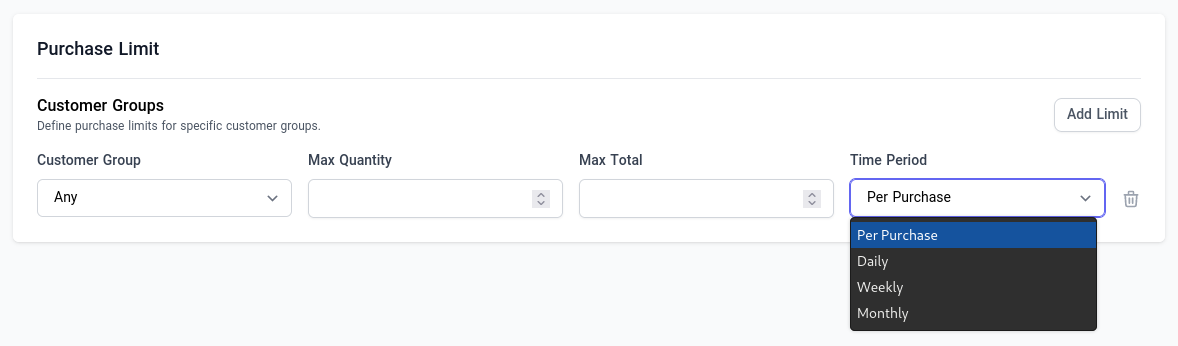 Purchase Limit
Customer Groups
Define purchase limits for specific customer groups.
Add Limit
Customer Group
Max Quantity
Max Total
Time Period
Any
Per Purchase
Per Purchase
Daily
Weekly
Monthly